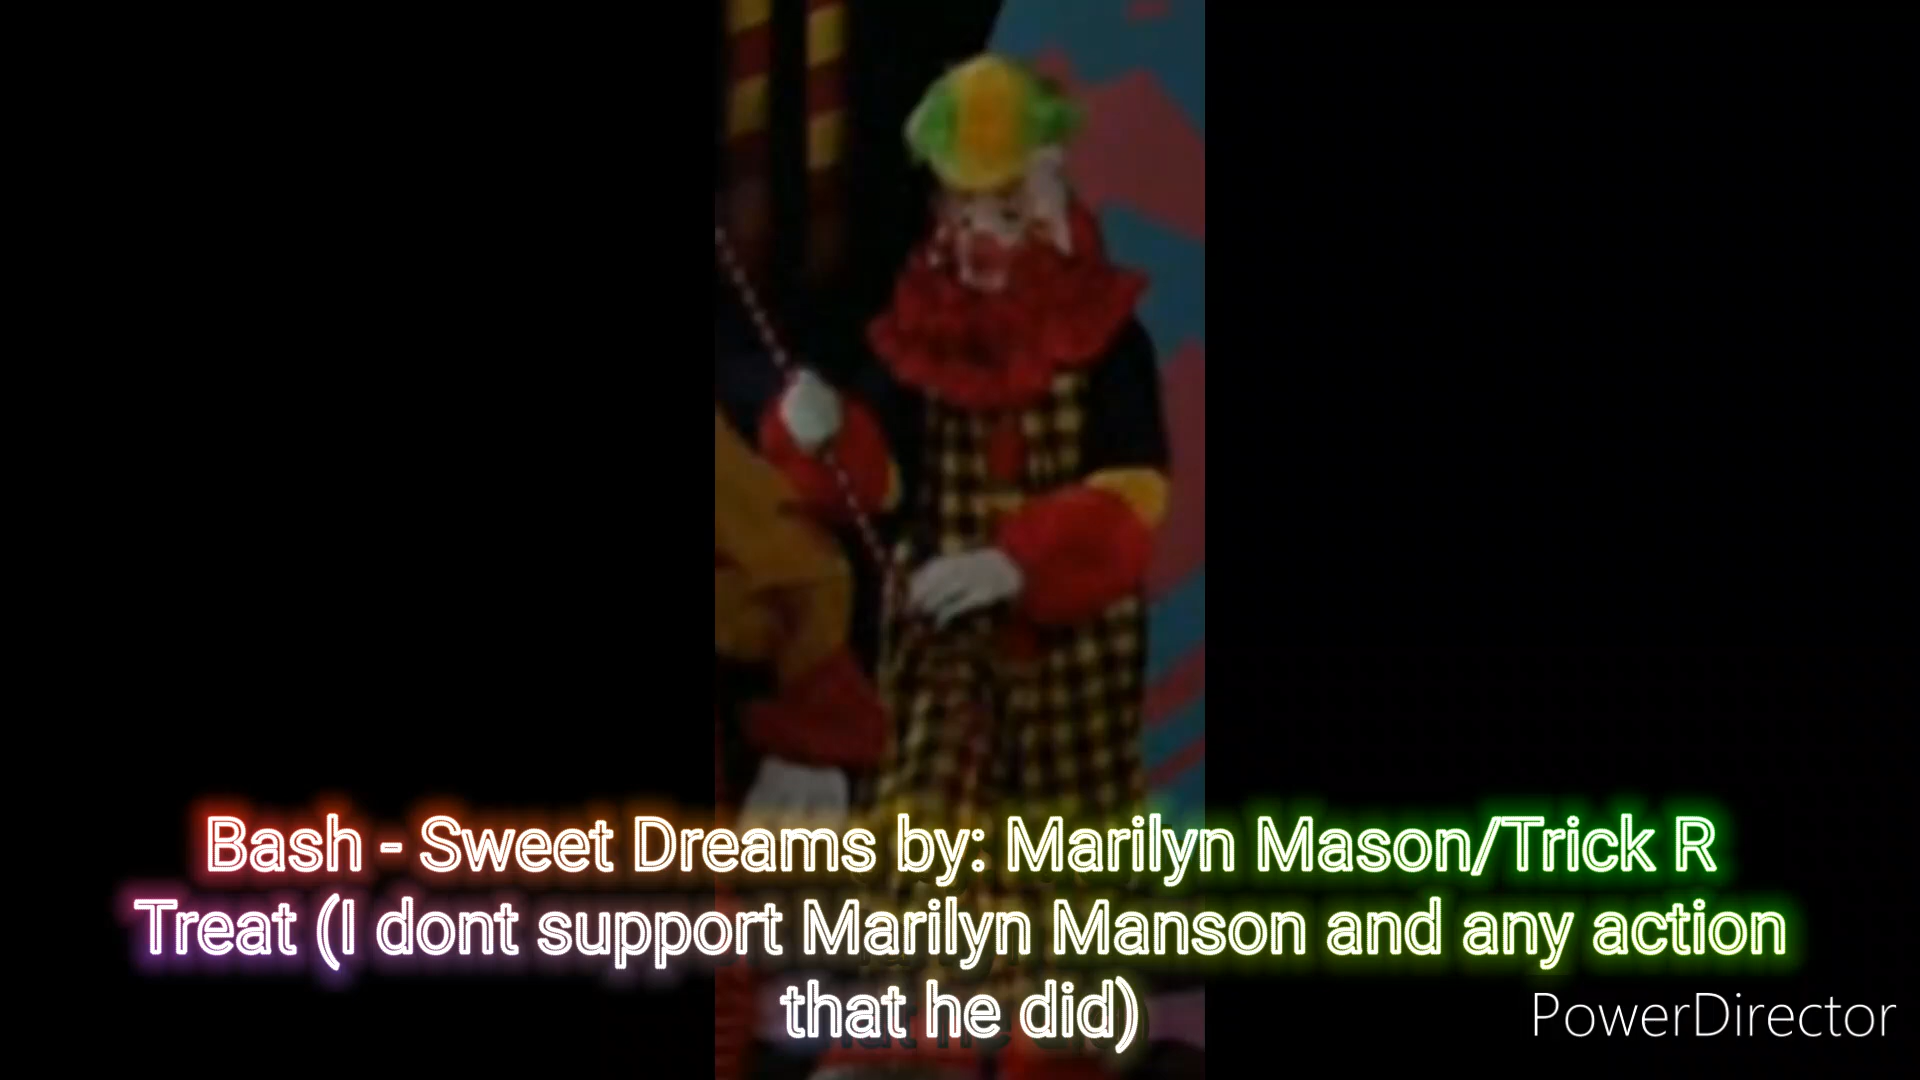 Bash - Sweet Dreams by: Marilyn Mason/Trick R
Treat (I dont support Marilyn Manson and any action
that he did)
PowerDirector